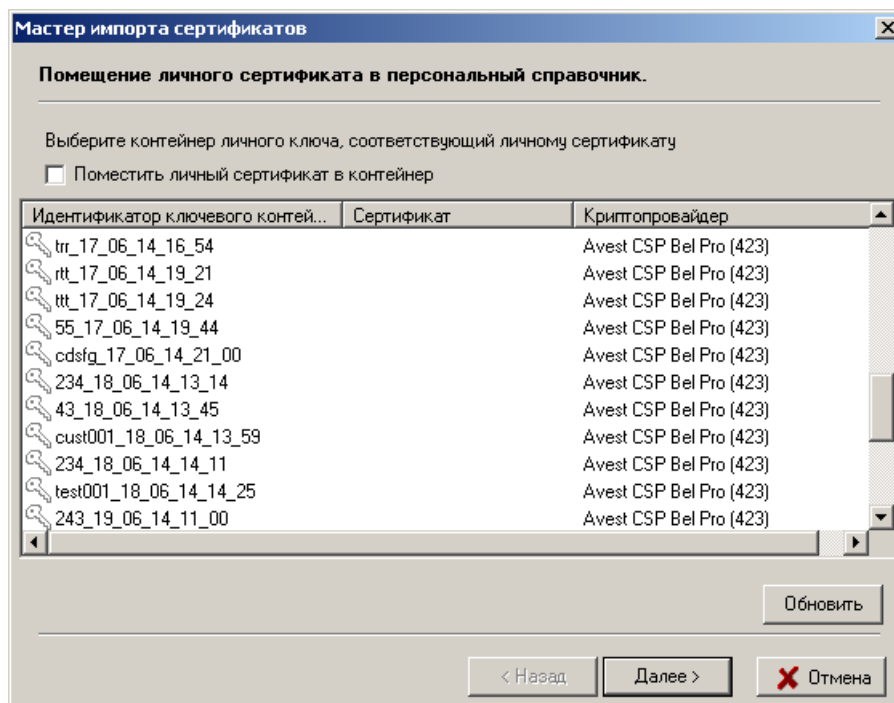 Мастер импорта сертификатов
Помещение личного сертификата в персональный справочник.
Выберите контейнер личного ключа, соответствующий личному сертификату
Поместить личный сертификат в контейнер
Идентификатор ключевого контей... Сертификат Криптопровайдер
trr_17_06_14_16_54 Avest CSP Bel Pro (423)
rtt_17_06_14_19_21 Avest CSP Bel Pro (423)
ttt_17_06_14_19_24 Avest CSP Bel Pro (423)
55_17_06_14_19_44 Avest CSP Bel Pro (423)
cdsfg_17_06_14_21_00 Avest CSP Bel Pro (423)
234_18_06_14_13_14 Avest CSP Bel Pro (423)
43_18_06_14_13_45 Avest CSP Bel Pro (423)
cust001_18_06_14_13_59 Avest CSP Bel Pro (423)
234_18_06_14_14_11 Avest CSP Bel Pro (423)
test001_18_06_14_14_25 Avest CSP Bel Pro (423)
243_19_06_14_11_00 Avest CSP Bel Pro (423)
Обновить
< Назад Далее > Отмена